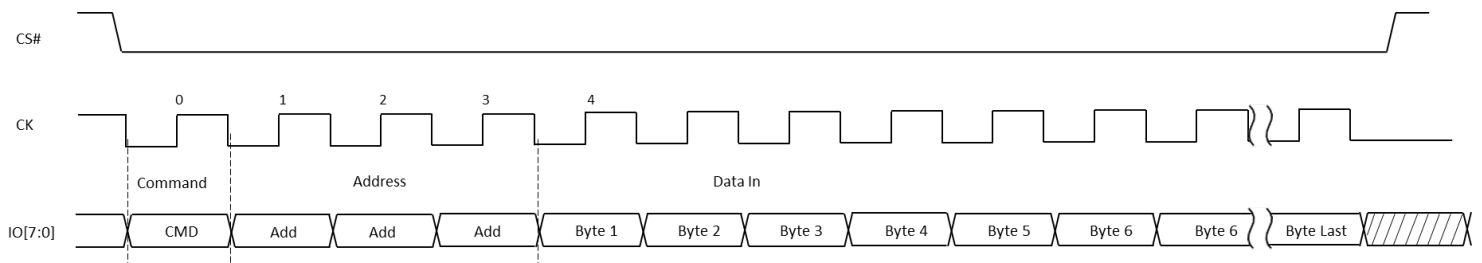 CS#
0 1 2 3 4
CK
Command Address Data In
IO[7:0] CMD Add Add Add Byte 1 Byte 2 Byte 3 Byte 4 Byte 5 Byte 6 Byte 6 Byte Last